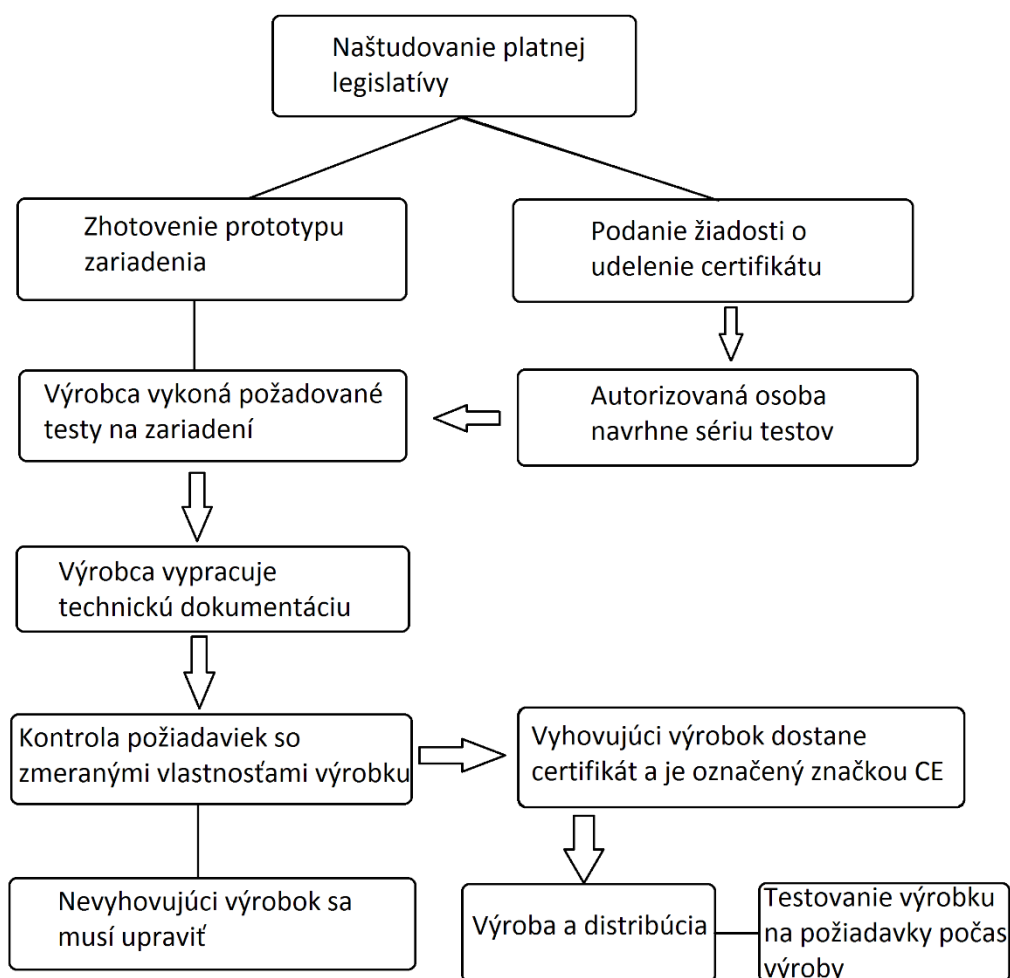 Naštudovanie platnej
legislatívy
Zhotovenie prototypu
zariadenia
Podanie žiadosti o
udelenie certifikátu
Výrobca vykoná požadované
testy na zariadení
Autorizovaná osoba
navrhne sériu testov
Výrobca vypracuje
technickú dokumentáciu
Kontrola požiadaviek so
zmeranými vlastnosťami výrobku
Vyhovujúci výrobok dostane
certifikát a je označený značkou CE
Nevyhovujúci výrobok sa
musí upraviť
Výroba a distribúcia
Testovanie výrobku
na požiadavky počas
výroby